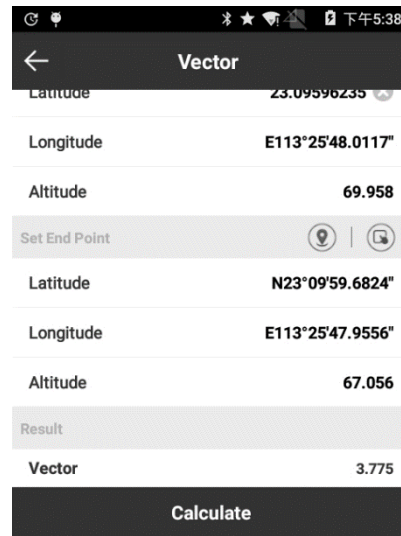 下午5:38
Vector
Latitude 23.09596235
Longitude E113°25'48.0117"
Altitude 69.958
Set End Point
Latitude N23°09'59.6824"
Longitude E113°25'47.9556"
Altitude 67.056
Result
Vector 3.775
Calculate